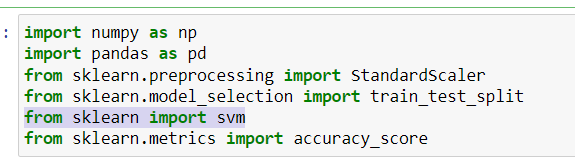 :
import numpy as np
import pandas as pd
from sklearn.preprocessing import StandardScaler
from sklearn.model_selection import train_test_split
from sklearn import svm
from sklearn.metrics import accuracy_score